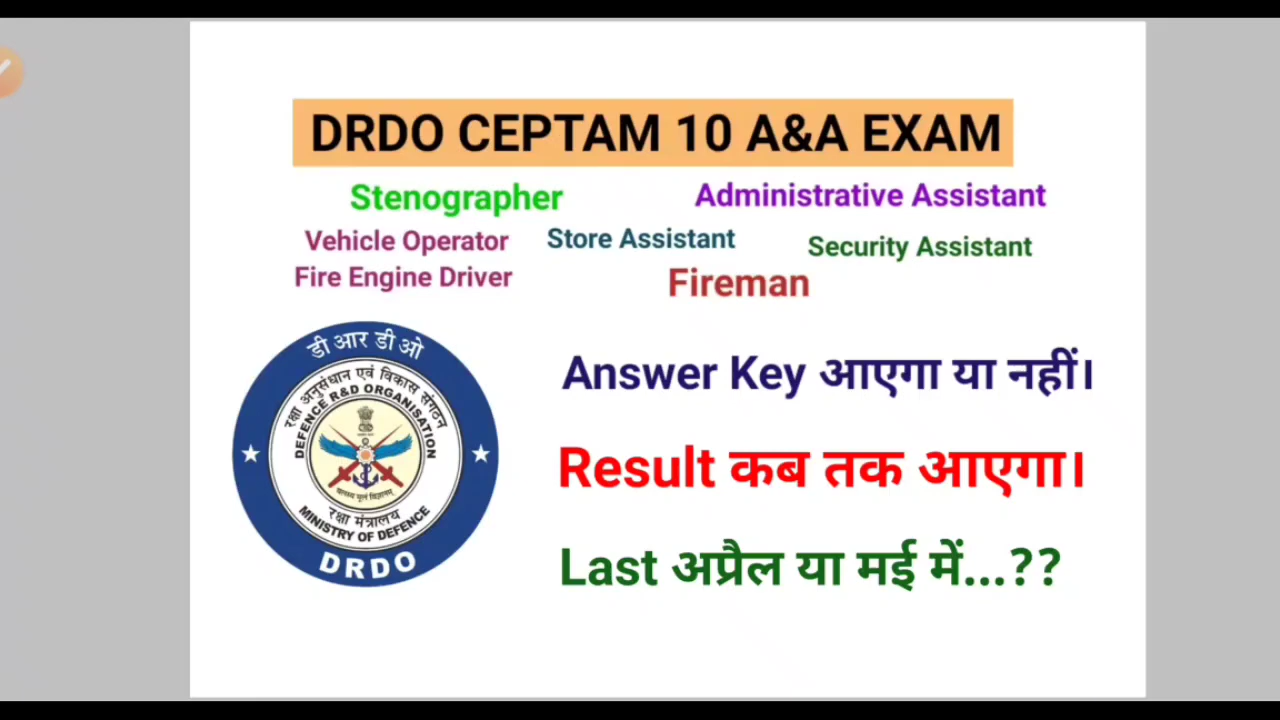 DRDO CEPTAM 10 A&A EXAM
Stenographer
Administrative Assistant
Vehicle Operator
Store Assistant
Security Assistant
Fire Engine Driver
Fireman
डी आर डी ओ
रक्षा अनुसंधान एवं विकास संगठन
DEFENCE R&D ORGANISATION
रक्षा मंत्रालय
MINISTRY OF DEFENCE
DRDO
Answer Key आएगा या नहीं।
Result कब तक आएगा।
Last अप्रैल या मई में...??